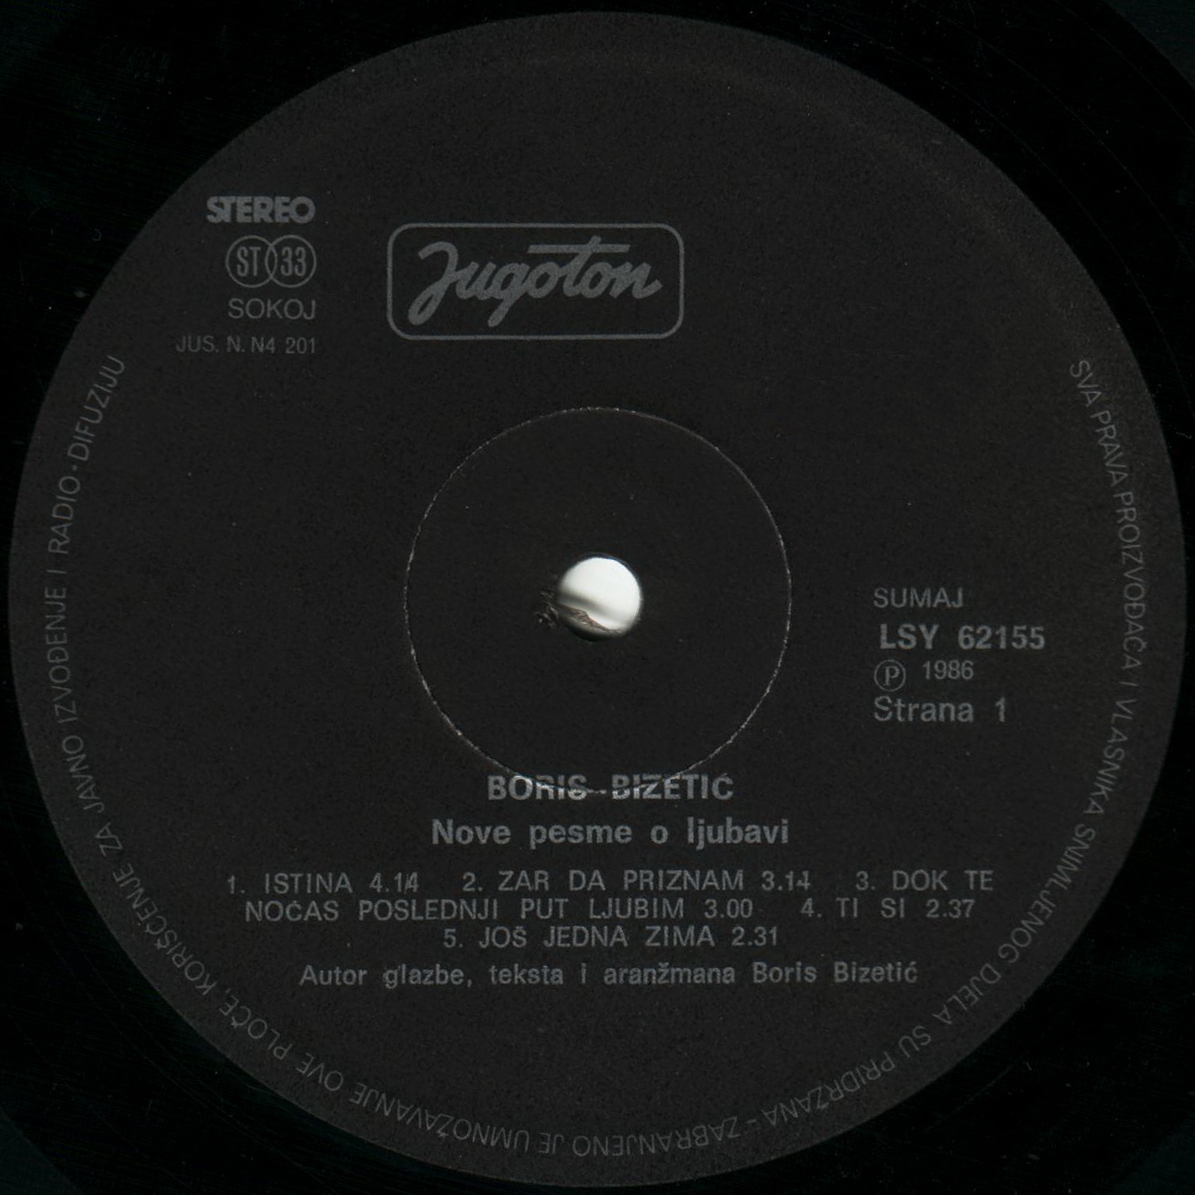 STEREO
ST 33
SOKOJ
JUS. N. N4 201
Jugoton
SUMAJ
LSY 62155
Ⓟ 1986
Strana 1
BORIS BIZETIĆ
Nove pesme o ljubavi
1. ISTINA 4.14 2. ZAR DA PRIZNAM 3.14 3. DOK TE
NOĆAS POSLEDNJI PUT LJUBIM 3.00 4. TI SI 2.37
5. JOŠ JEDNA ZIMA 2.31
Autor glazbe, teksta i aranžmana Boris Bizetić
SVA PRAVA PROIZVOĐAČA I VLASNIKA SNIMLJENOG DJELA SU PRIDRŽANA - ZABRANJENO JE UMNOŽAVANJE OVE PLOČE, KORIŠĆENJE ZA JAVNO IZVOĐENJE I RADIO-DIFUZIJU